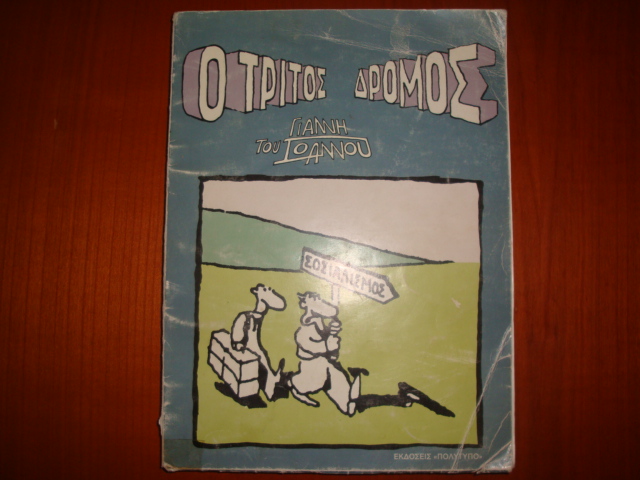 Ο ΤΡΙΤΟΣ ΔΡΟΜΟΣ
ΓΙΑΝΝΗ
ΤΟΥ ΙΩΑΝΝΟΥ
ΣΟΣΙΑΛΙΣΜΟΣ
ΕΚΔΟΣΕΙΣ «ΠΟΛΥΤΥΠΟ»